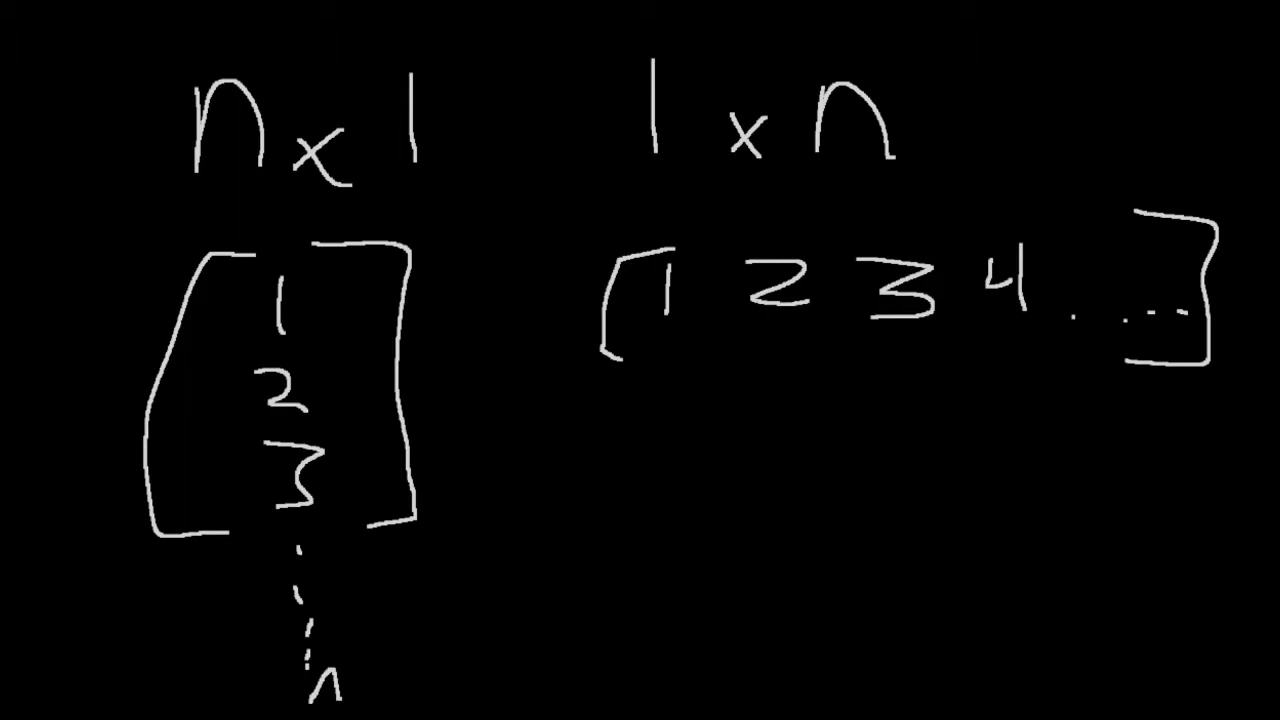 n x 1
1 x n
[1 2 3 4 ......]
[1
2
3]
.
.
.
.
n